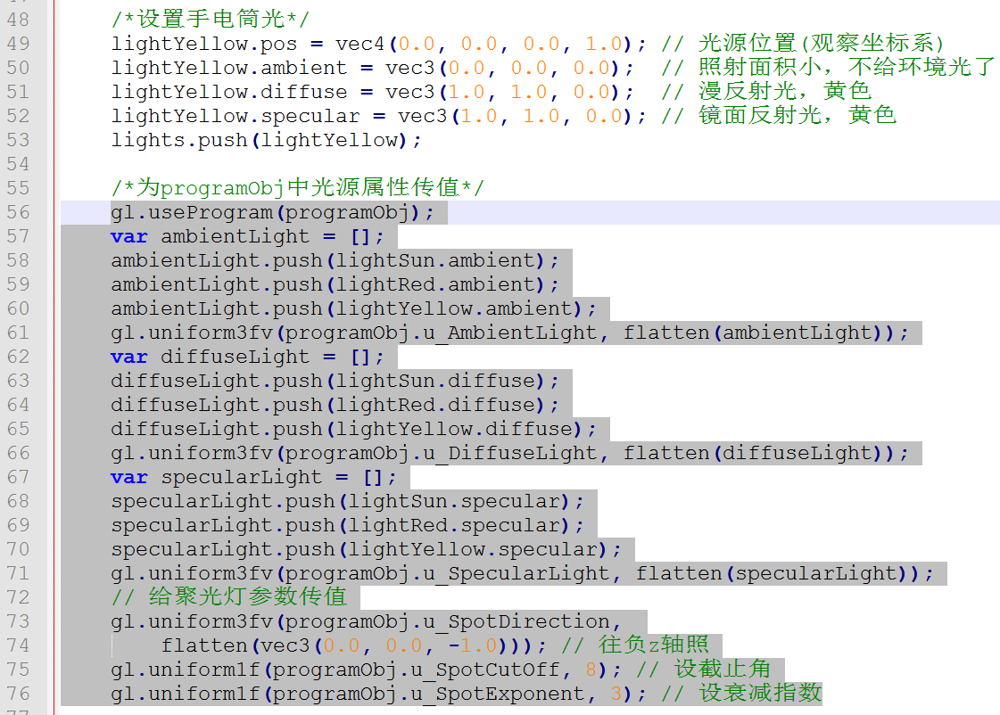 48 /*设置手电筒光*/
49 lightYellow.pos = vec4(0.0, 0.0, 0.0, 1.0); // 光源位置(观察坐标系)
50 lightYellow.ambient = vec3(0.0, 0.0, 0.0);  // 照射面积小，不给环境光了
51 lightYellow.diffuse = vec3(1.0, 1.0, 0.0);  // 漫反射光，黄色
52 lightYellow.specular = vec3(1.0, 1.0, 0.0); // 镜面反射光，黄色
53 lights.push(lightYellow);
54
55 /*为programObj中光源属性传值*/
56 gl.useProgram(programObj);
57 var ambientLight = [];
58 ambientLight.push(lightSun.ambient);
59 ambientLight.push(lightRed.ambient);
60 ambientLight.push(lightYellow.ambient);
61 gl.uniform3fv(programObj.u_AmbientLight, flatten(ambientLight));
62 var diffuseLight = [];
63 diffuseLight.push(lightSun.diffuse);
64 diffuseLight.push(lightRed.diffuse);
65 diffuseLight.push(lightYellow.diffuse);
66 gl.uniform3fv(programObj.u_DiffuseLight, flatten(diffuseLight));
67 var specularLight = [];
68 specularLight.push(lightSun.specular);
69 specularLight.push(lightRed.specular);
70 specularLight.push(lightYellow.specular);
71 gl.uniform3fv(programObj.u_SpecularLight, flatten(specularLight));
72 // 给聚光灯参数传值
73 gl.uniform3fv(programObj.u_SpotDirection,
74     flatten(vec3(0.0, 0.0, -1.0))); // 往负z轴照
75 gl.uniform1f(programObj.u_SpotCutOff, 8); // 设截止角
76 gl.uniform1f(programObj.u_SpotExponent, 3); // 设衰减指数